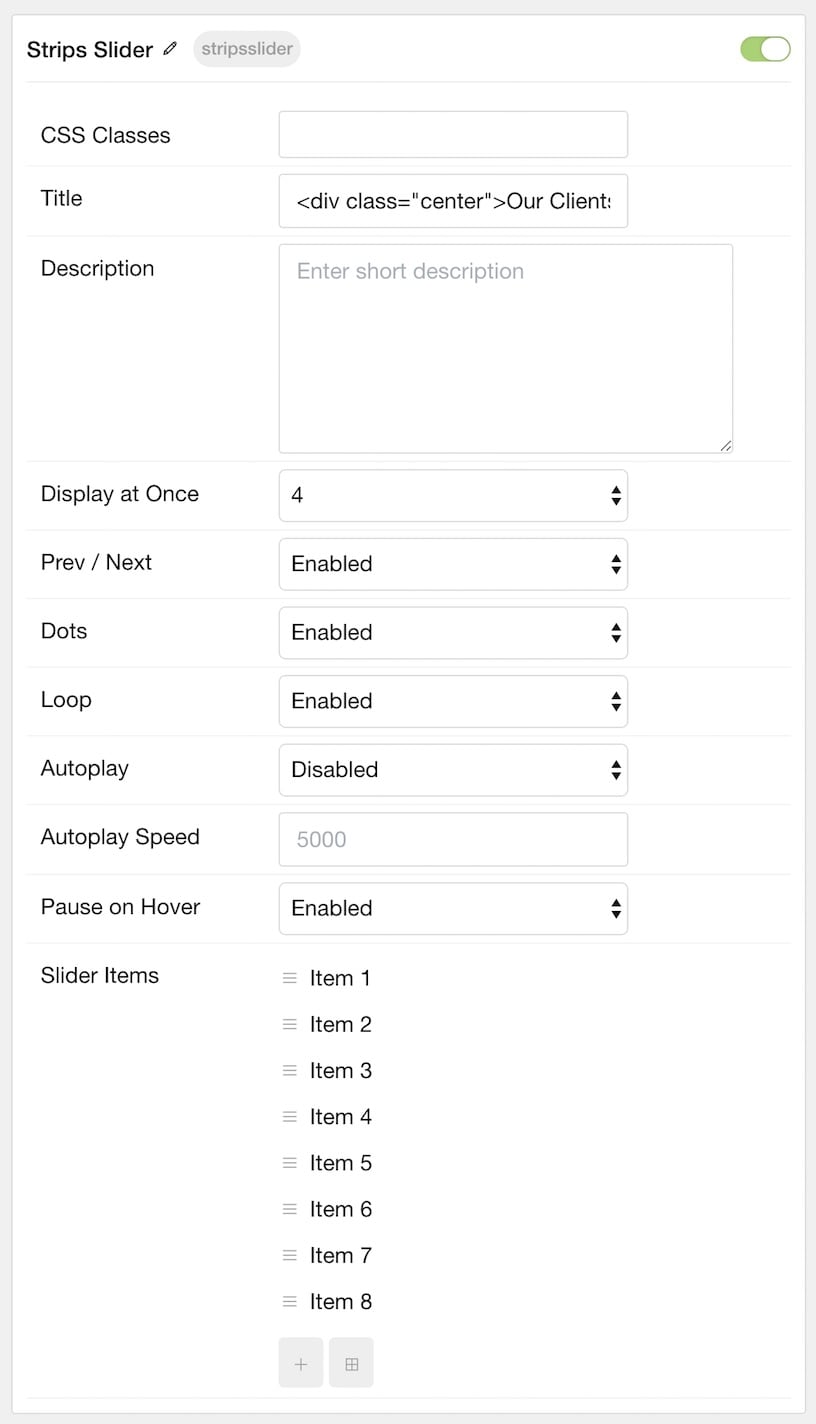 Strips Slider stripsslider
CSS Classes
Title <div class="center">Our Clients
Description Enter short description
Display at Once 4
Prev / Next Enabled
Dots Enabled
Loop Enabled
Autoplay Disabled
Autoplay Speed 5000
Pause on Hover Enabled
Slider Items Item 1
Item 2
Item 3
Item 4
Item 5
Item 6
Item 7
Item 8